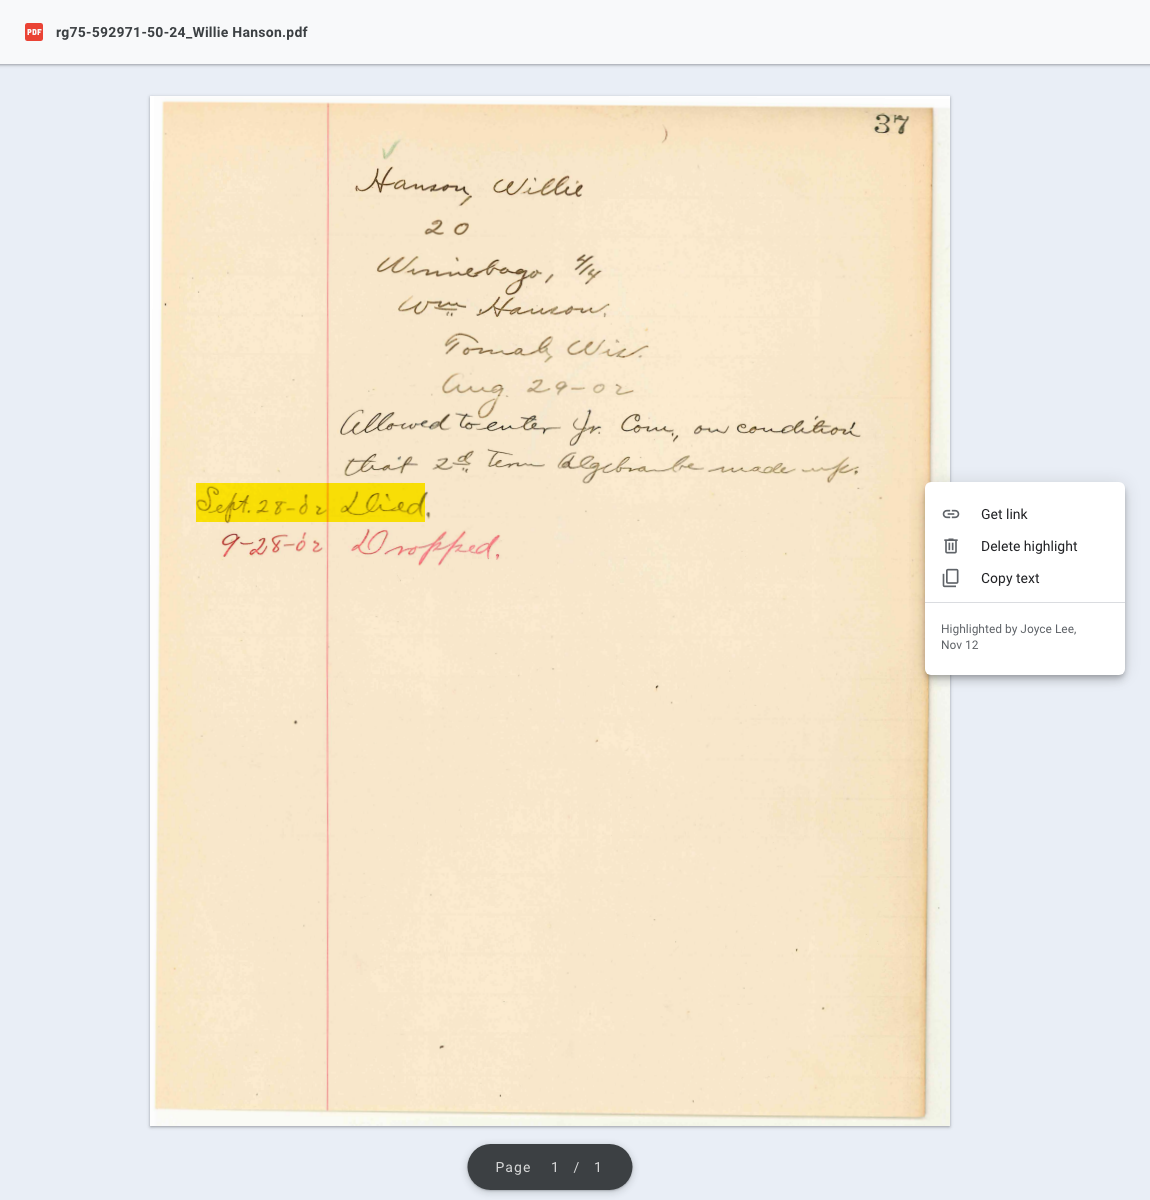 PDF rg75-592971-50-24_Willie Hanson.pdf
37
Hanson, Willie
20
Winnebago, 4/4
Wm Hanson.
Tomah, Wis.
Aug. 29-02
Allowed to enter Jr. Com., on condition
that 2d Term Algebra be made up.
Sept. 28-02 Died.
9-28-02 Dropped.
Get link
Delete highlight
Copy text
Highlighted by Joyce Lee,
Nov 12
Page 1 / 1